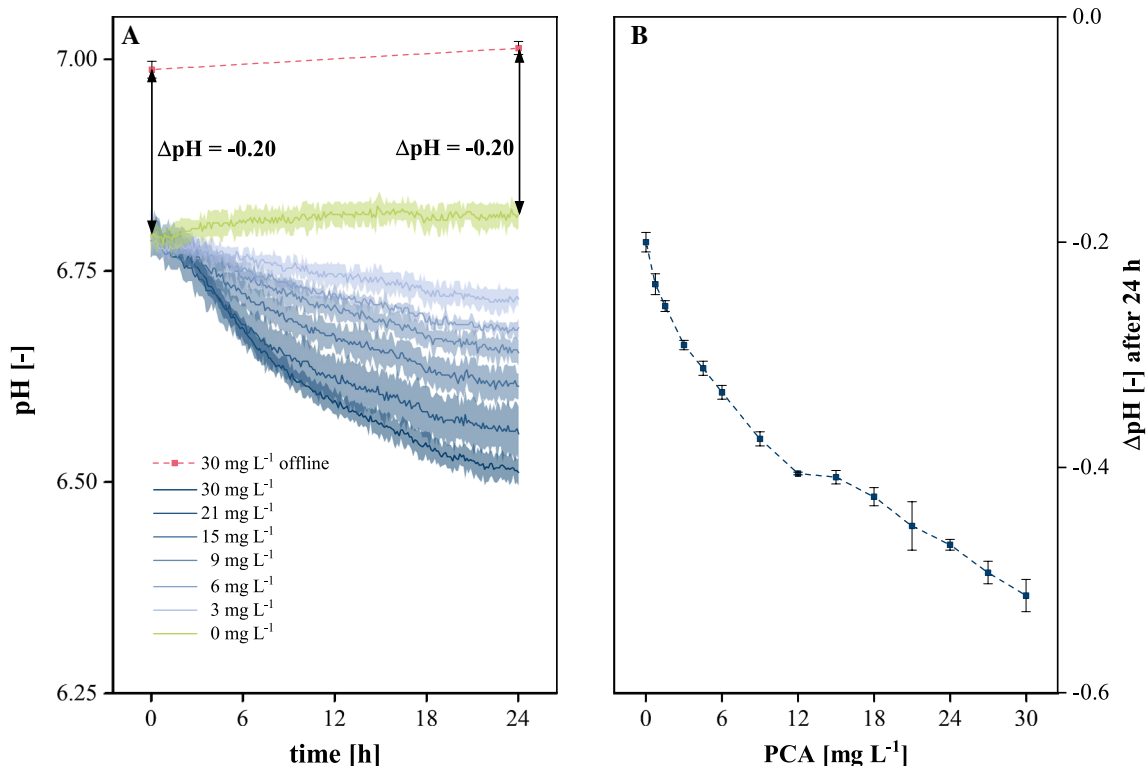 A
7.00
6.75
6.50
6.25
pH [-]
ΔpH = -0.20
ΔpH = -0.20
30 mg L⁻¹ offline
30 mg L⁻¹
21 mg L⁻¹
15 mg L⁻¹
9 mg L⁻¹
6 mg L⁻¹
3 mg L⁻¹
0 mg L⁻¹
0 6 12 18 24
time [h]
B
0.0
-0.2
-0.4
-0.6
ΔpH [-] after 24 h
0 6 12 18 24 30
PCA [mg L⁻¹]